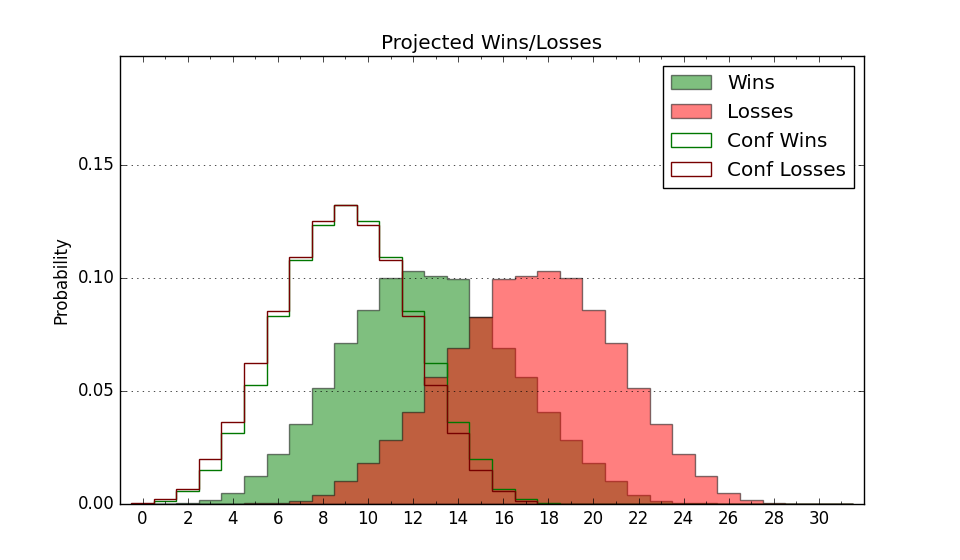 Projected Wins/Losses
Wins
Losses
Conf Wins
Conf Losses
Probability
0.15
0.10
0.05
0.00
0 2 4 6 8 10 12 14 16 18 20 22 24 26 28 30